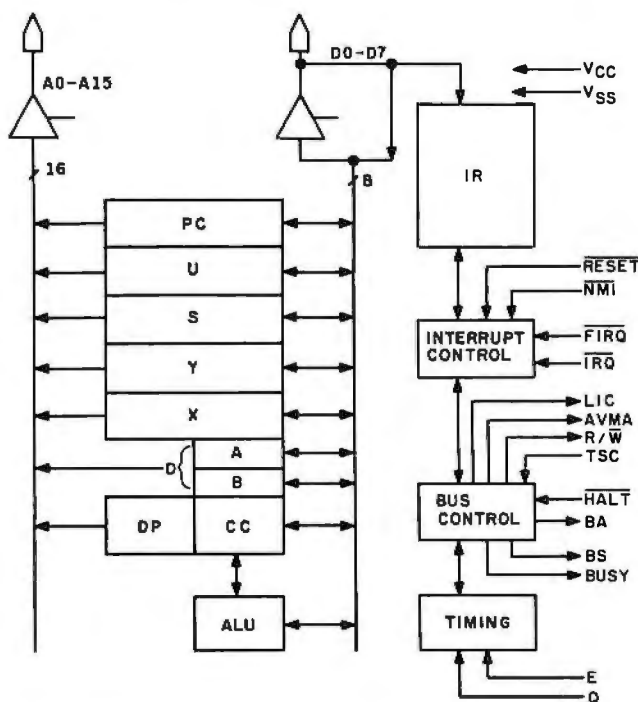 A0-A15
D0-D7
VCC
VSS
16
B
IR
PC
U
S
Y
X
D
A
B
DP
CC
ALU
RESET
NMI
INTERRUPT
CONTROL
FIRQ
IRQ
LIC
AVMA
R/W
TSC
BUS
CONTROL
HALT
BA
BS
BUSY
TIMING
E
Q